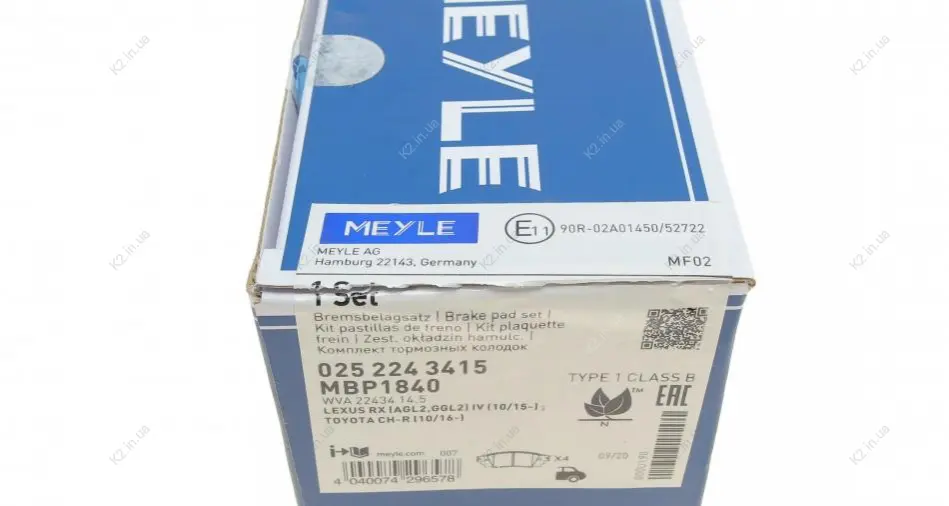 MEYLE
MEYLE
E11 90R-02A01450/52722
MEYLE AG
Hamburg 22143, Germany
MF02
1 Set
Bremsbelagsatz | Brake pad set |
Kit pastillas de freno | Kit plaquette
frein | Zest. okładzin hamulc. |
Комплект тормозных колодок
025 224 3415
MBP1840
WVA 22434 14,5
LEXUS RX (AGL2,GGL2) IV (10/15-);
TOYOTA CH-R (10/16-)
TYPE 1 CLASS B
TM
EAC
N
meyle.com 007
X4
09/20
4 040074 296578
K2.in.ua